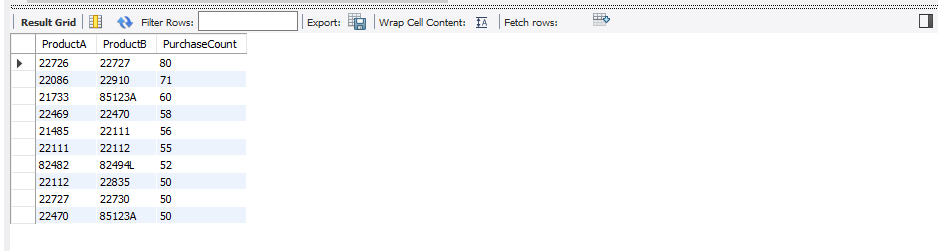 Result Grid Filter Rows: Export: Wrap Cell Content: Fetch rows:
ProductA ProductB PurchaseCount
22726 22727 80
22086 22910 71
21733 85123A 60
22469 22470 58
21485 22111 56
22111 22112 55
82482 82494L 52
22112 22835 50
22727 22730 50
22470 85123A 50